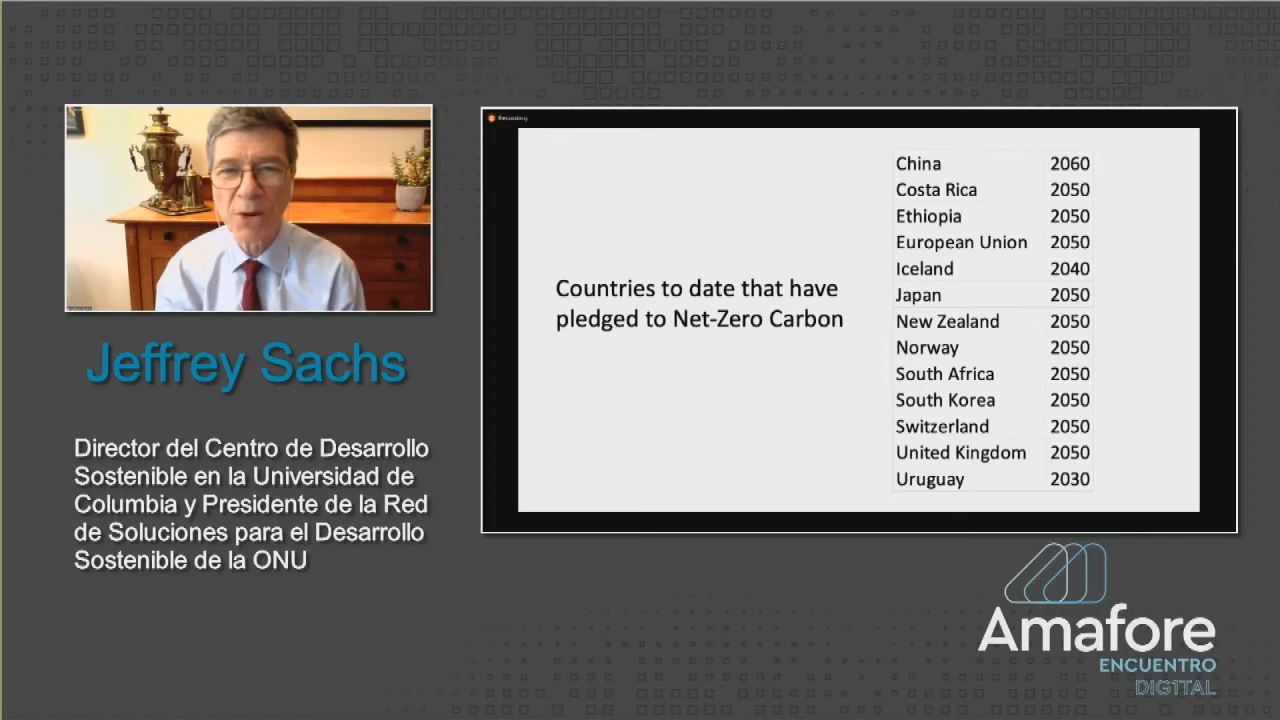 Jeffrey Sachs
Director del Centro de Desarrollo
Sostenible en la Universidad de
Columbia y Presidente de la Red
de Soluciones para el Desarrollo
Sostenible de la ONU
Recording
Countries to date that have
pledged to Net-Zero Carbon
China 2060
Costa Rica 2050
Ethiopia 2050
European Union 2050
Iceland 2040
Japan 2050
New Zealand 2050
Norway 2050
South Africa 2050
South Korea 2050
Switzerland 2050
United Kingdom 2050
Uruguay 2030
Amafore
ENCUENTRO
DIG1TAL